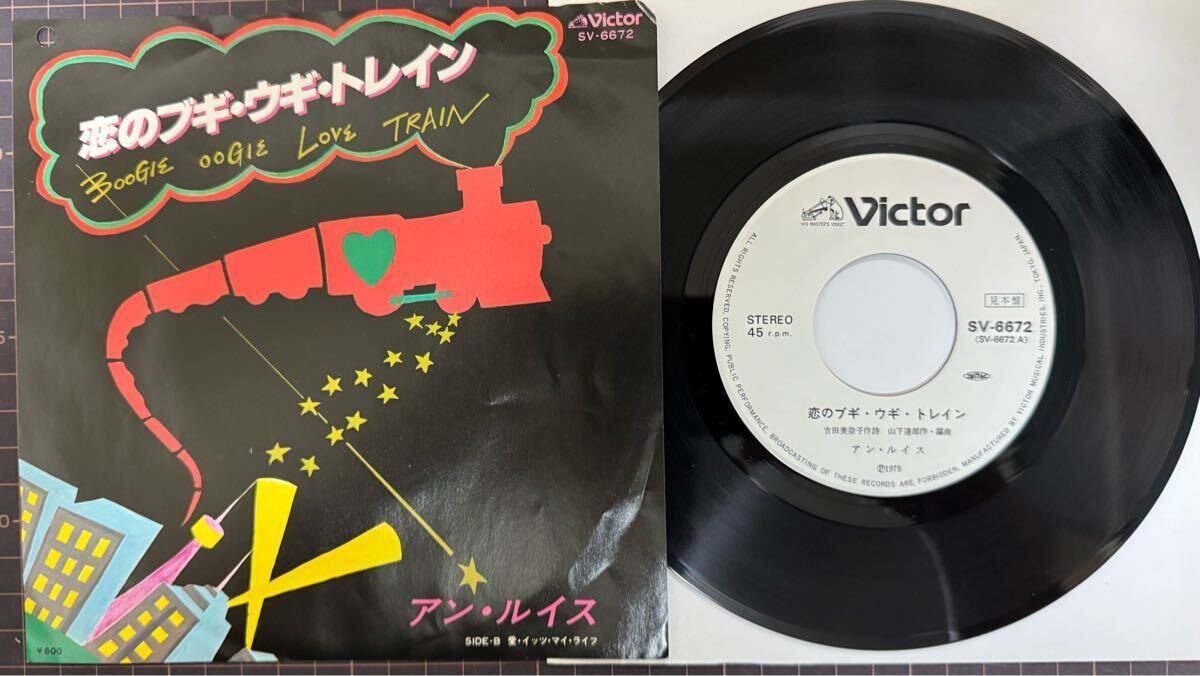 Victor
SV-6672
恋のブギ・ウギ・トレイン
BOOGIE OOGIE LOVE TRAIN
アン・ルイス
SIDE-B 愛・イッツ・マイ・ライフ
￥600
Victor
"HIS MASTER'S VOICE"
STEREO
45 r.p.m.
見本盤
SV-6672
(SV-6672 A)
恋のブギ・ウギ・トレイン
吉田美奈子作詩 山下達郎作・編曲
アン・ルイス
Ⓟ1979
ALL RIGHTS RESERVED. COPYING, PUBLIC PERFORMANCE, BROADCASTING OF THESE RECORDS ARE FORBIDDEN. MANUFACTURED BY VICTOR MUSICAL INDUSTRIES, INC., TOKYO, JAPAN.